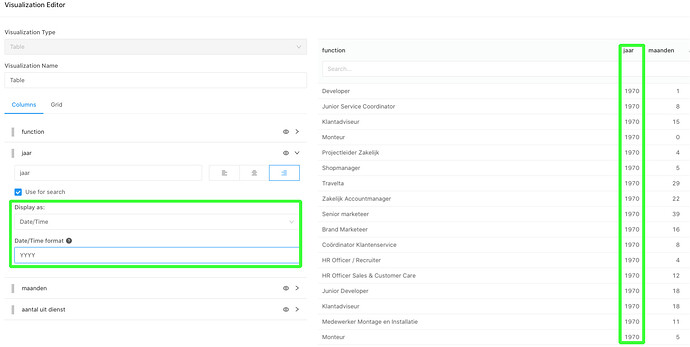 Visualization Editor
Visualization Type
Table
Visualization Name
Table
Columns Grid
function
jaar
jaar
Use for search
Display as:
Date/Time
Date/Time format
YYYY
maanden
aantal uit dienst
function jaar maanden
Search...
Developer 1970 1
Junior Service Coordinator 1970 8
Klantadviseur 1970 15
Monteur 1970 0
Projectleider Zakelijk 1970 4
Shopmanager 1970 5
Travelta 1970 29
Zakelijk Accountmanager 1970 22
Senior marketeer 1970 39
Brand Marketeer 1970 16
Coördinator Klantenservice 1970 8
HR Officer / Recruiter 1970 4
HR Officer Sales & Customer Care 1970 12
Junior Developer 1970 18
Klantadviseur 1970 18
Medewerker Montage en Installatie 1970 11
Monteur 1970 5